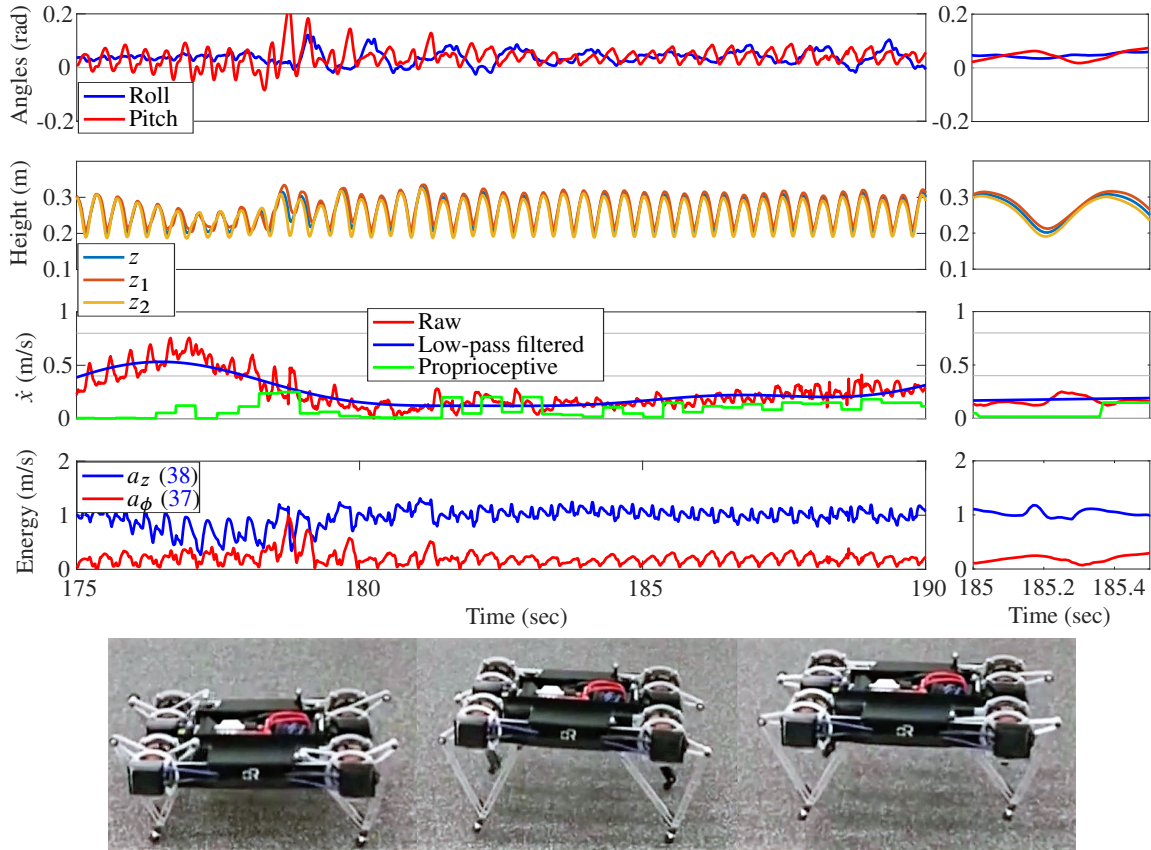 0.2
0
-0.2
Angles (rad)
Roll
Pitch
0.2
0
-0.2
0.3
0.2
0.1
Height (m)
z
z1
z2
0.3
0.2
0.1
1
0.5
0
ẋ (m/s)
Raw
Low-pass filtered
Proprioceptive
1
0.5
0
2
1
0
Energy (m/s)
a_z (38)
a_ϕ (37)
175
180
185
190
Time (sec)
2
1
0
185
185.2
185.4
Time (sec)